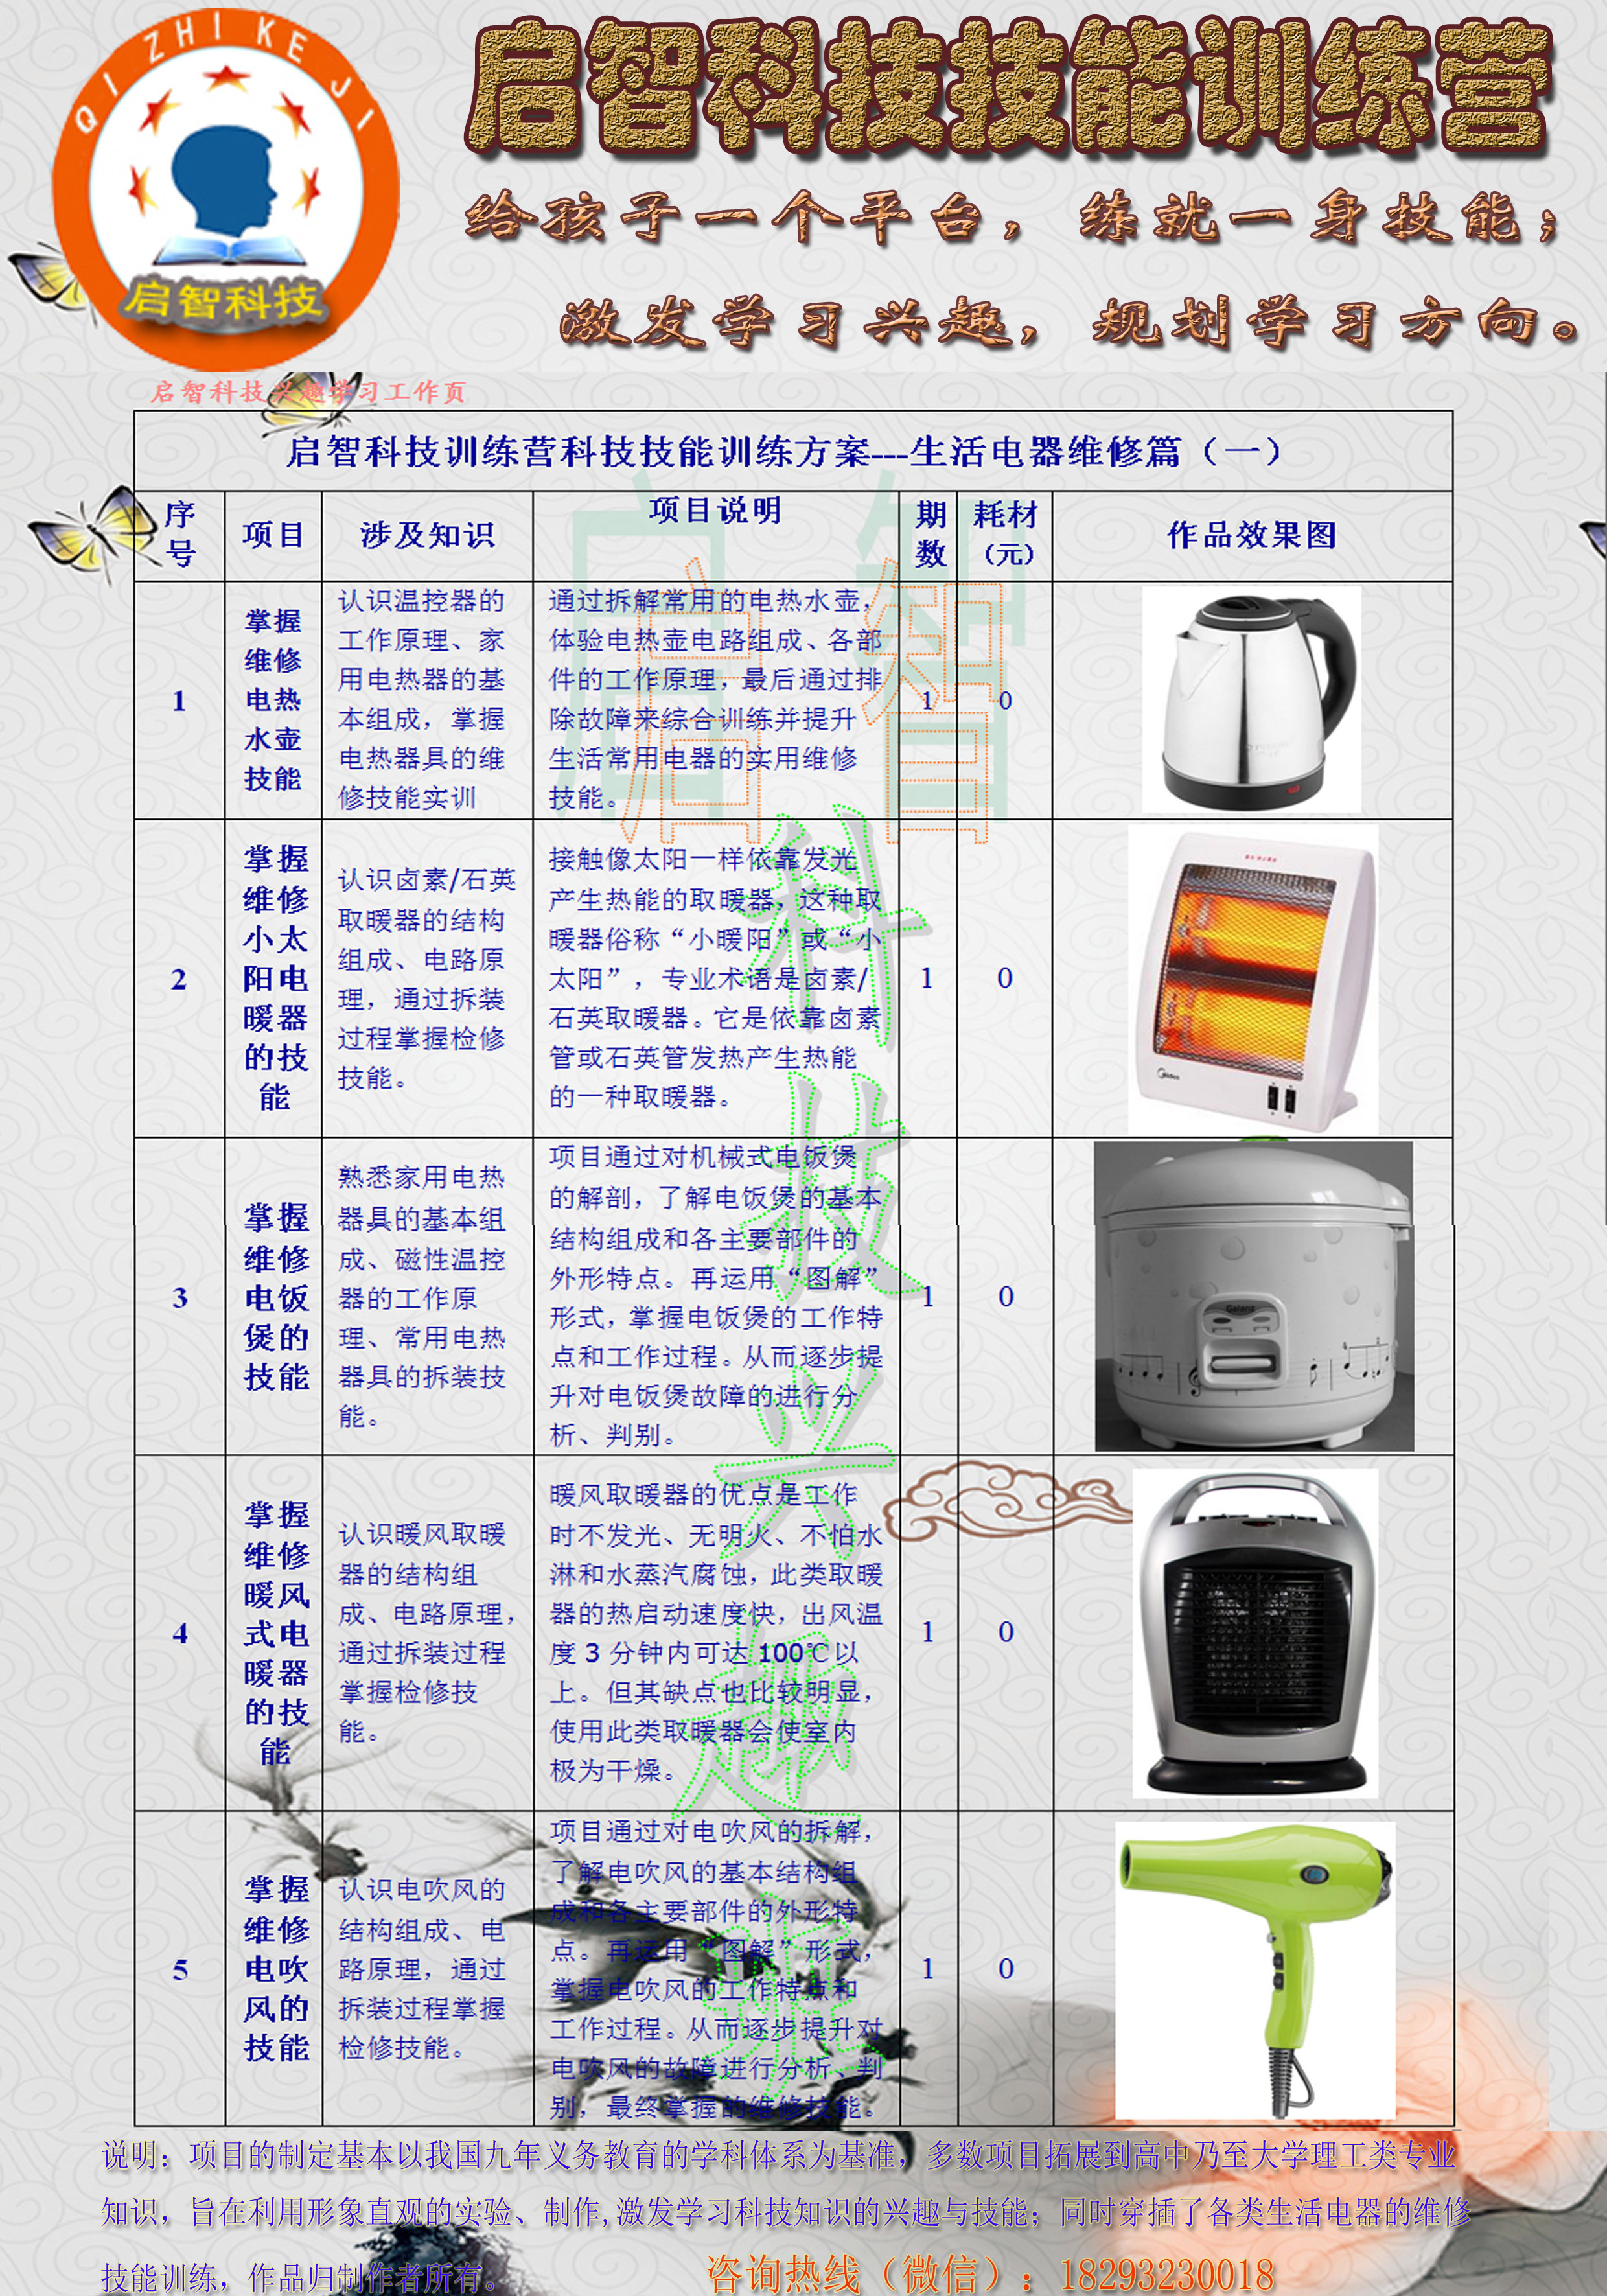 QI ZHI KE JI
启智科技
启智科技技能训练营
给孩子一个平台，练就一身技能；
激发学习兴趣，规划学习方向。
启智科技兴趣学习工作页
启智科技训练营科技技能训练方案---生活电器维修篇（一）
序号 项目 涉及知识 项目说明 期数 耗材(元) 作品效果图
1
掌握
维修
电热
水壶
技能
认识温控器的
工作原理、家
用电热器的基
本组成，掌握
电热器具的维
修技能实训
通过拆解常用的电热水壶，
体验电热壶电路组成、各部
件的工作原理，最后通过排
除故障来综合训练并提升
生活常用电器的实用维修
技能。
1
0
2
掌握
维修
小太
阳电
暖器
的技
能
认识卤素/石英
取暖器的结构
组成、电路原
理，通过拆装
过程掌握检修
技能。
接触像太阳一样依靠发光
产生热能的取暖器，这种取
暖器俗称“小暖阳”或“小
太阳”，专业术语是卤素/
石英取暖器。它是依靠卤素
管或石英管发热产生热能
的一种取暖器。
1
0
Midea
3
掌握
维修
电饭
煲的
技能
熟悉家用电热
器具的基本组
成、磁性温控
器的工作原
理、常用电热
器具的拆装技
能。
项目通过对机械式电饭煲
的解剖，了解电饭煲的基本
结构组成和各主要部件的
外形特点。再运用“图解”
形式，掌握电饭煲的工作特
点和工作过程。从而逐步提
升对电饭煲故障的进行分
析、判别。
1
0
Galanz
4
掌握
维修
暖风
式电
暖器
的技
能
认识暖风取暖
器的结构组
成、电路原理，
通过拆装过程
掌握检修技
能。
暖风取暖器的优点是工作
时不发光、无明火、不怕水
淋和水蒸汽腐蚀，此类取暖
器的热启动速度快，出风温
度 3 分钟内可达 100℃以
上。但其缺点也比较明显，
使用此类取暖器会使室内
极为干燥。
1
0
5
掌握
维修
电吹
风的
技能
认识电吹风的
结构组成、电
路原理，通过
拆装过程掌握
检修技能。
项目通过对电吹风的拆解，
了解电吹风的基本结构组
成和各主要部件的外形特
点。再运用“图解”形式，
掌握电吹风的工作特点和
工作过程。从而逐步提升对
电吹风的故障进行分析、判
别，最终掌握的维修技能。
1
0
启智
启智
科
技
兴
趣
班
说明：项目的制定基本以我国九年义务教育的学科体系为基准，多数项目拓展到高中乃至大学理工类专业
知识，旨在利用形象直观的实验、制作,激发学习科技知识的兴趣与技能；同时穿插了各类生活电器的维修
技能训练，作品归制作者所有。
咨询热线（微信）：18293230018